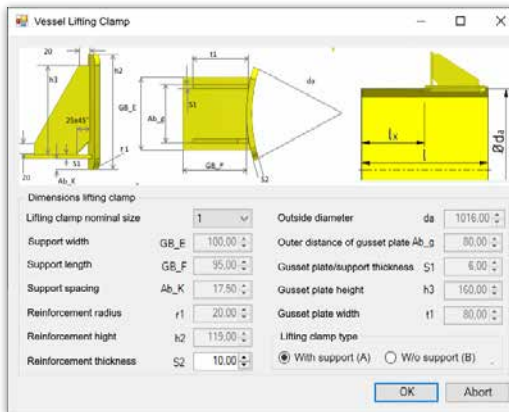 Vessel Lifting Clamp
20
h3
h2
25x45°
S1
r1
20
Ab_K
t1
GB_E
Ab_g
S1
da
GB_F
S2
lx
l
Øda
Dimensions lifting clamp
Lifting clamp nominal size 1
Support width GB_E 100,00
Support length GB_F 95,00
Support spacing Ab_K 17,50
Reinforcement radius r1 20,00
Reinforcement hight h2 115,00
Reinforcement thickness S2 10,00
Outside diameter da 1016,00
Outer distance of gusset plate Ab_g 80,00
Gusset plate/support thickness S1 6,00
Gusset plate height h3 160,00
Gusset plate width t1 80,00
Lifting clamp type
With support (A) W/o support (B)
OK Abort